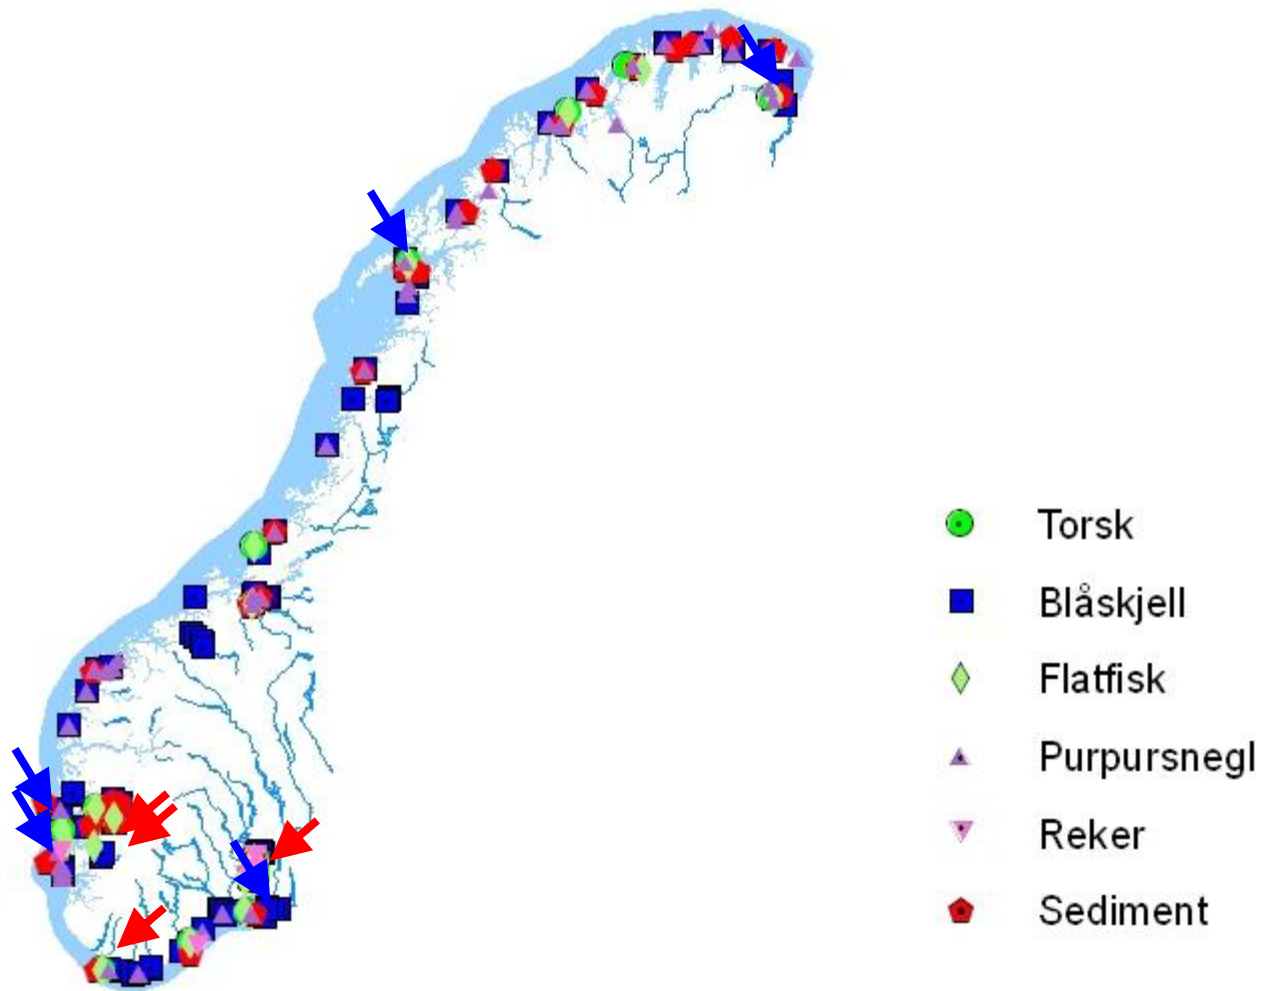 Torsk
Blåskjell
Flatfisk
Purpursnegl
Reker
Sediment